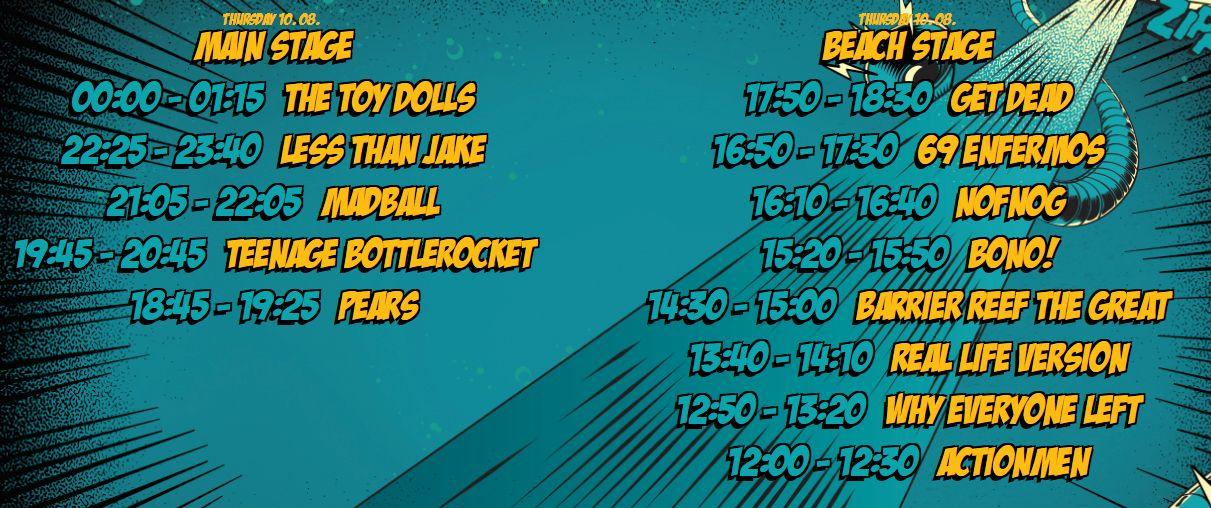 THURSDAY 10. 08.
MAIN STAGE
00:00 - 01:15 THE TOY DOLLS
22:25 - 23:40 LESS THAN JAKE
21:05 - 22:05 MADBALL
19:45 - 20:45 TEENAGE BOTTLEROCKET
18:45 - 19:25 PEARS
THURSDAY 10. 08.
BEACH STAGE
17:50 - 18:30 GET DEAD
16:50 - 17:30 69 ENFERMOS
16:10 - 16:40 NOFNOG
15:20 - 15:50 BONO!
14:30 - 15:00 BARRIER REEF THE GREAT
13:40 - 14:10 REAL LIFE VERSION
12:50 - 13:20 WHY EVERYONE LEFT
12:00 - 12:30 ACTIONMEN